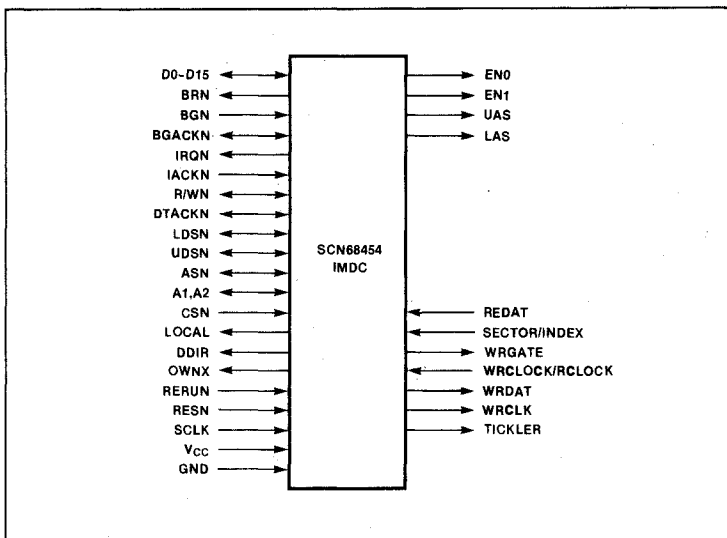 D0-D15
BRN
BGN
BGACKN
IRQN
IACKN
R/WN
DTACKN
LDSN
UDSN
ASN
A1,A2
CSN
LOCAL
DDIR
OWNX
RERUN
RESN
SCLK
VCC
GND
SCN68454
IMDC
EN0
EN1
UAS
LAS
REDAT
SECTOR/INDEX
WRGATE
WRCLOCK/RCLOCK
WRDAT
WRCLK
TICKLER